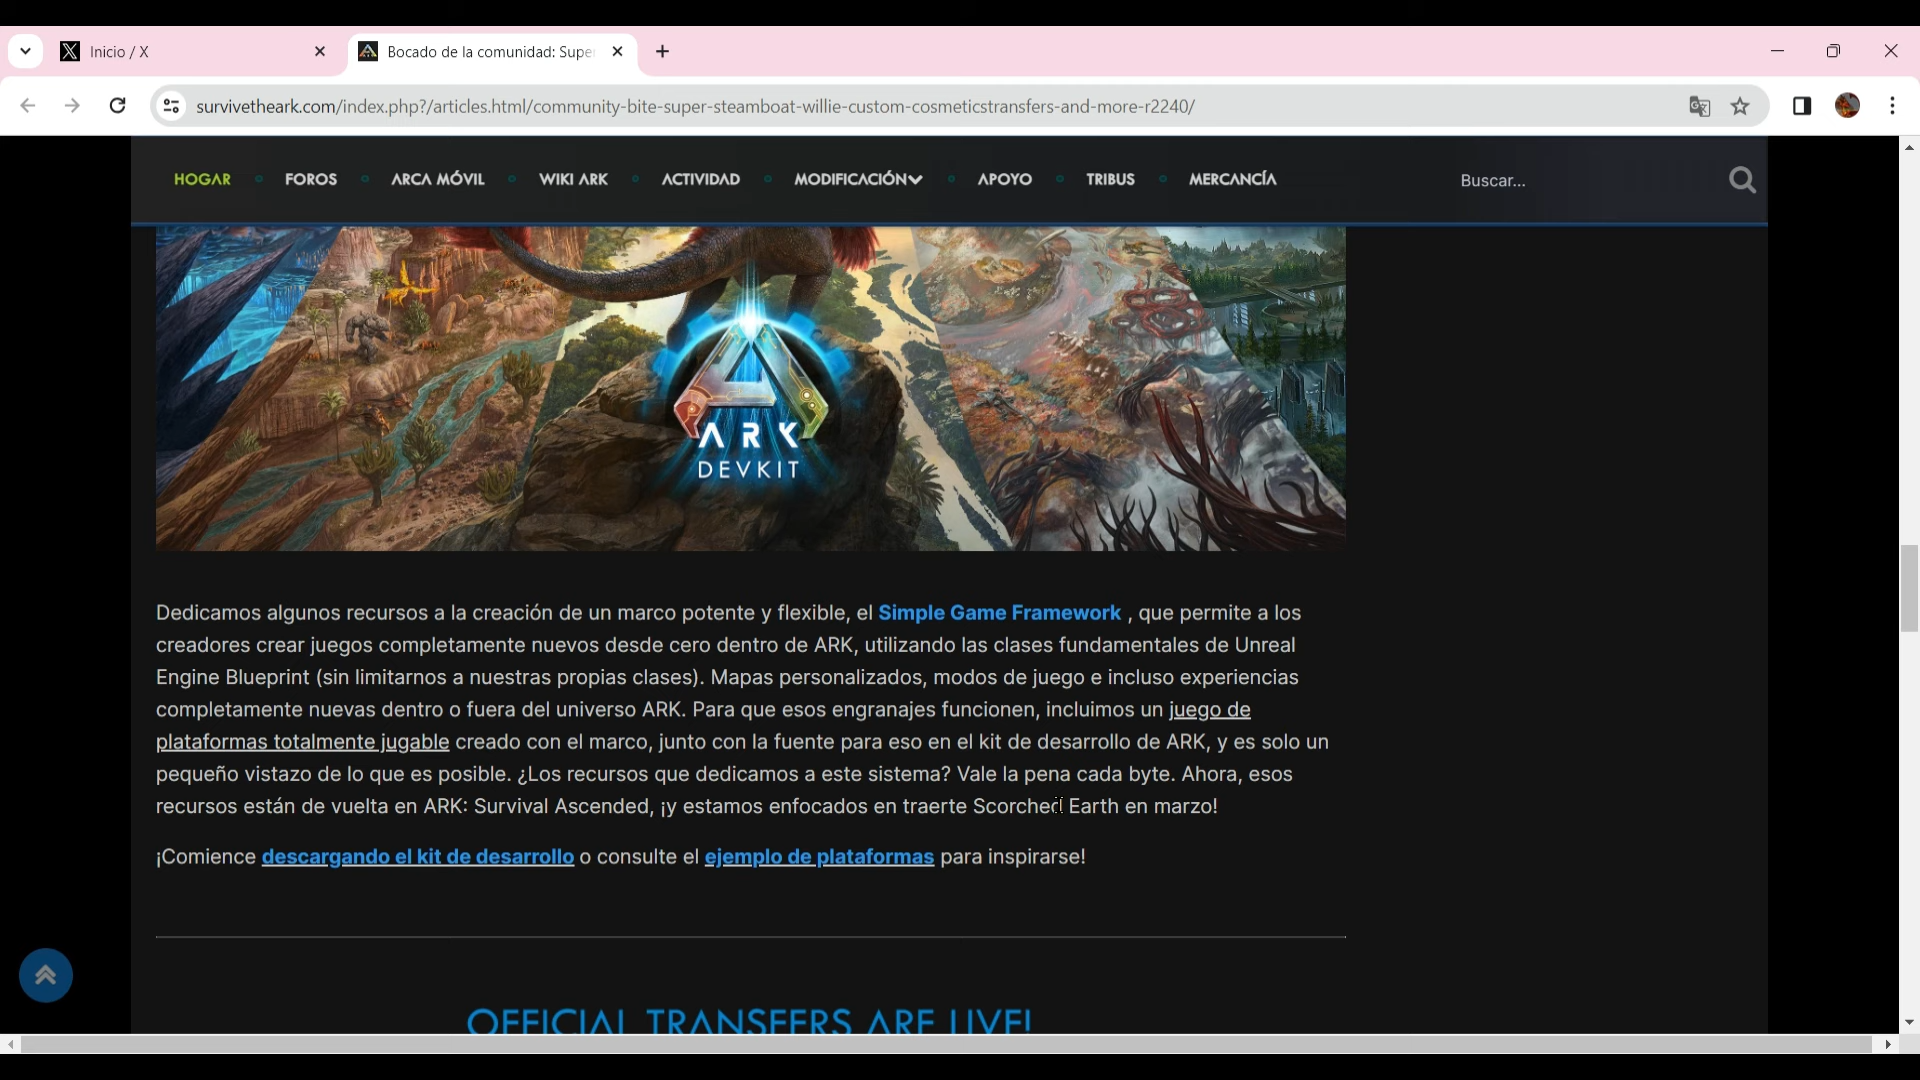 Inicio / X
Bocado de la comunidad: Supe
survivetheark.com/index.php?/articles.html/community-bite-super-steamboat-willie-custom-cosmeticstransfers-and-more-r2240/
HOGAR FOROS ARCA MÓVIL WIKI ARK ACTIVIDAD MODIFICACIÓN APOYO TRIBUS MERCANCÍA Buscar...
ARK
DEVKIT
Dedicamos algunos recursos a la creación de un marco potente y flexible, el Simple Game Framework , que permite a los
creadores crear juegos completamente nuevos desde cero dentro de ARK, utilizando las clases fundamentales de Unreal
Engine Blueprint (sin limitarnos a nuestras propias clases). Mapas personalizados, modos de juego e incluso experiencias
completamente nuevas dentro o fuera del universo ARK. Para que esos engranajes funcionen, incluimos un juego de
plataformas totalmente jugable creado con el marco, junto con la fuente para eso en el kit de desarrollo de ARK, y es solo un
pequeño vistazo de lo que es posible. ¿Los recursos que dedicamos a este sistema? Vale la pena cada byte. Ahora, esos
recursos están de vuelta en ARK: Survival Ascended, ¡y estamos enfocados en traerte Scorched Earth en marzo!
¡Comience descargando el kit de desarrollo o consulte el ejemplo de plataformas para inspirarse!
OFFICIAL TRANSFERS ARE LIVE!